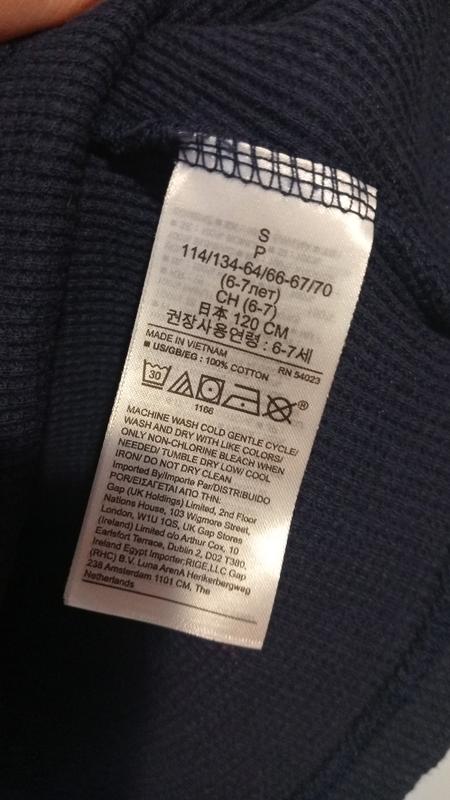 S
P
114/134-64/66-67/70
(6-7лет)
CH (6-7)
日本 120 CM
권장사용연령 : 6-7세
MADE IN VIETNAM RN 54023
■ US/GB/EG : 100% COTTON
30 ®
1166
MACHINE WASH COLD GENTLE CYCLE/
WASH AND DRY WITH LIKE COLORS/
ONLY NON-CHLORINE BLEACH WHEN
NEEDED/ TUMBLE DRY LOW/ COOL
IRON/ DO NOT DRY CLEAN
Imported By/Importe Par/DISTRIBUIDO
POR/ΕΙΣΑΓΕΤΑΙ ΑΠΟ ΤΗΝ:
Gap (UK Holdings) Limited, 2nd Floor
Nations House, 103 Wigmore Street,
London, W1U 1QS, UK Gap Stores
(Ireland) Limited c/o Arthur Cox, 10
Earlsfort Terrace, Dublin 2, D02 T380,
Ireland Egypt Importer:RIGE,LLC Gap
(RHC) B.V. Luna ArenA Herikerbergweg
238 Amsterdam 1101 CM, The
Netherlands